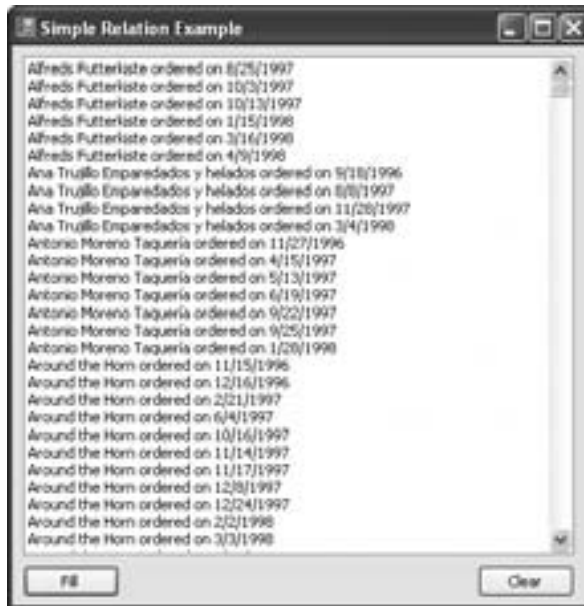 Simple Relation Example
Alfreds Futterkiste ordered on 8/25/1997
Alfreds Futterkiste ordered on 10/3/1997
Alfreds Futterkiste ordered on 10/13/1997
Alfreds Futterkiste ordered on 1/15/1998
Alfreds Futterkiste ordered on 3/16/1998
Alfreds Futterkiste ordered on 4/9/1998
Ana Trujillo Emparedados y helados ordered on 9/18/1996
Ana Trujillo Emparedados y helados ordered on 8/8/1997
Ana Trujillo Emparedados y helados ordered on 11/28/1997
Ana Trujillo Emparedados y helados ordered on 3/4/1998
Antonio Moreno Taquería ordered on 11/27/1996
Antonio Moreno Taquería ordered on 4/15/1997
Antonio Moreno Taquería ordered on 5/13/1997
Antonio Moreno Taquería ordered on 6/19/1997
Antonio Moreno Taquería ordered on 9/22/1997
Antonio Moreno Taquería ordered on 9/25/1997
Antonio Moreno Taquería ordered on 1/28/1998
Around the Horn ordered on 11/15/1996
Around the Horn ordered on 12/16/1996
Around the Horn ordered on 2/21/1997
Around the Horn ordered on 6/4/1997
Around the Horn ordered on 10/16/1997
Around the Horn ordered on 11/14/1997
Around the Horn ordered on 11/17/1997
Around the Horn ordered on 12/8/1997
Around the Horn ordered on 12/24/1997
Around the Horn ordered on 2/2/1998
Around the Horn ordered on 3/3/1998
Fill
Clear